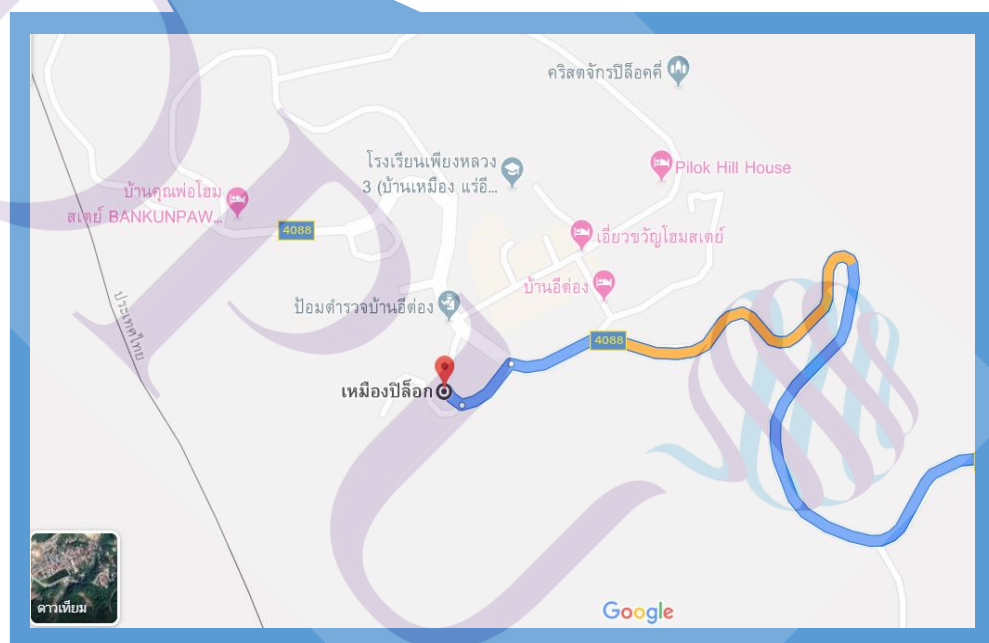 คริสตจักรปิล็อคคี่
โรงเรียนเพียงหลวง
3 (บ้านเหมือง แร่อี...
Pilok Hill House
บ้านคุณพ่อโฮม
สเตย์ BANKUNPAW...
4088
เอี่ยวขวัญโฮมสเตย์
บ้านอีต่อง
ป้อมตำรวจบ้านอีต่อง
ประเทศไทย
4088
เหมืองปิล็อก
ดาวเทียม
Google